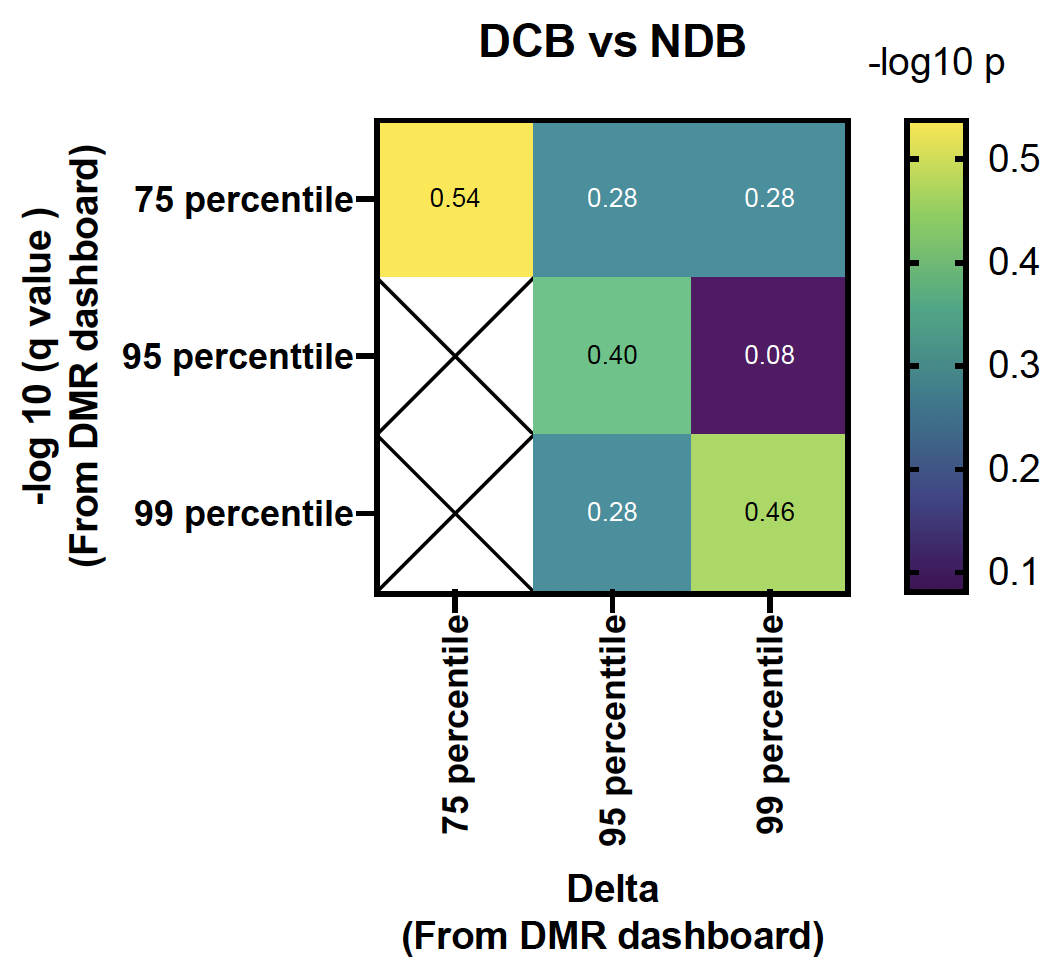 DCB vs NDB
-log10 p
-log 10 (q value )
(From DMR dashboard)
75 percentile
95 percenttile
99 percentile
0.54
0.28
0.28
0.40
0.08
0.28
0.46
0.5
0.4
0.3
0.2
0.1
75 percentile
95 percenttile
99 percentile
Delta
(From DMR dashboard)